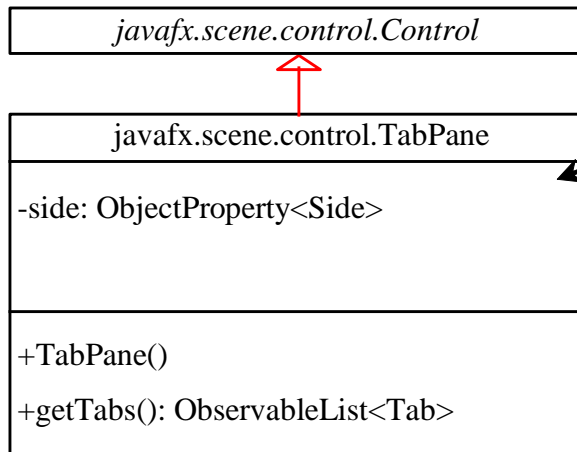 javafx.scene.control.Control
javafx.scene.control.TabPane
-side: ObjectProperty<Side>
+TabPane()
+getTabs(): ObservableList<Tab>